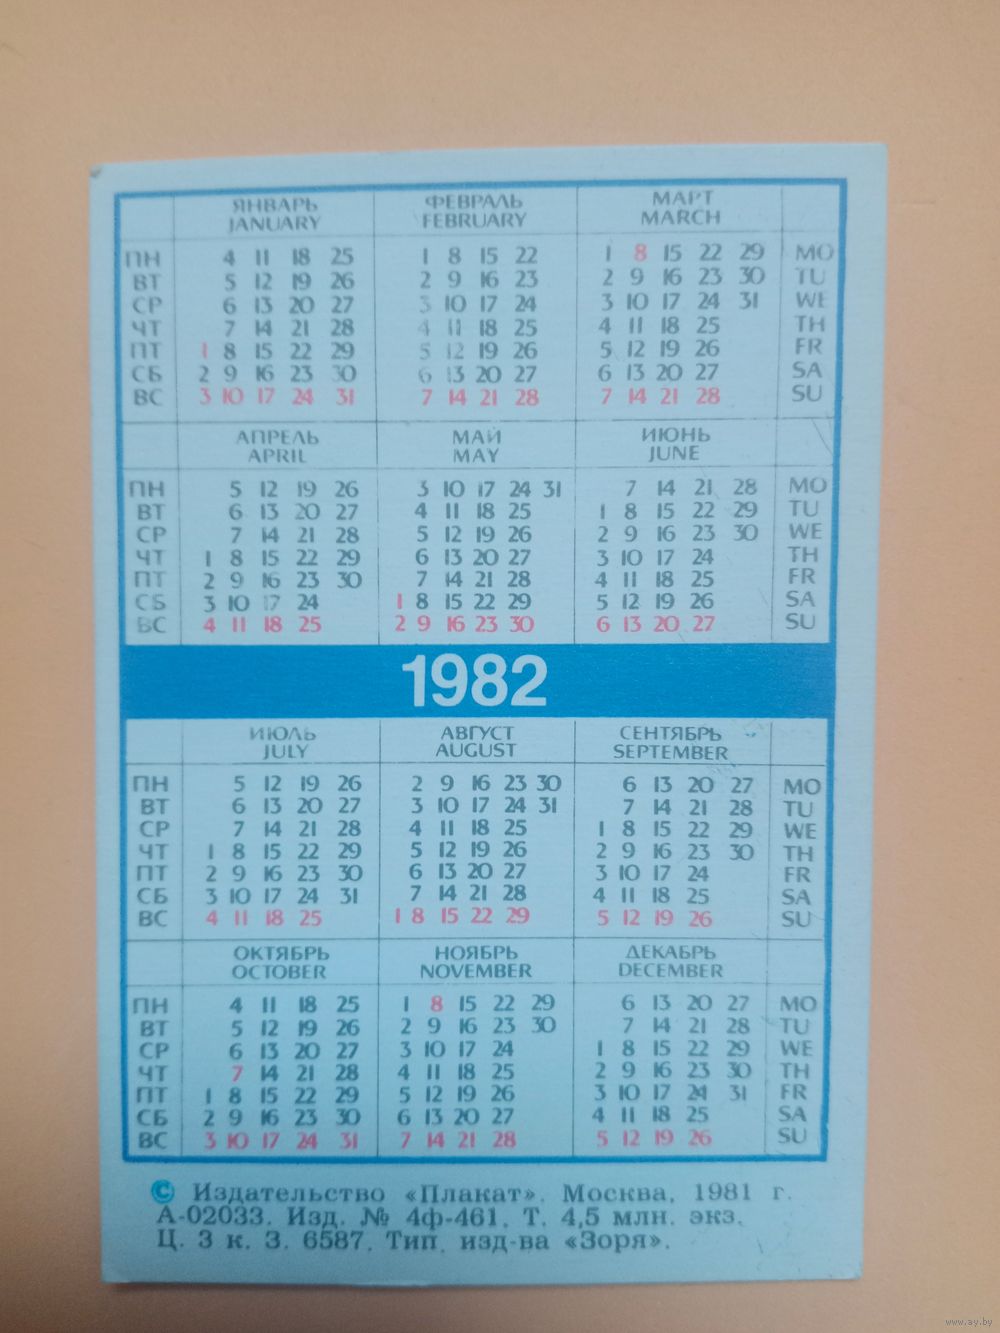 ЯНВАРЬ ФЕВРАЛЬ МАРТ
JANUARY FEBRUARY MARCH
ПН 4 11 18 25 1 8 15 22 1 8 15 22 29 MO
ВТ 5 12 19 26 2 9 16 23 2 9 16 23 30 TU
СР 6 13 20 27 3 10 17 24 3 10 17 24 31 WE
ЧТ 7 14 21 28 4 11 18 25 4 11 18 25 TH
ПТ 1 8 15 22 29 5 12 19 26 5 12 19 26 FR
СБ 2 9 16 23 30 6 13 20 27 6 13 20 27 SA
ВС 3 10 17 24 31 7 14 21 28 7 14 21 28 SU
АПРЕЛЬ МАЙ ИЮНЬ
APRIL MAY JUNE
ПН 5 12 19 26 3 10 17 24 31 7 14 21 28 MO
ВТ 6 13 20 27 4 11 18 25 1 8 15 22 29 TU
СР 7 14 21 28 5 12 19 26 2 9 16 23 30 WE
ЧТ 1 8 15 22 29 6 13 20 27 3 10 17 24 TH
ПТ 2 9 16 23 30 7 14 21 28 4 11 18 25 FR
СБ 3 10 17 24 1 8 15 22 29 5 12 19 26 SA
ВС 4 11 18 25 2 9 16 23 30 6 13 20 27 SU
1982
ИЮЛЬ АВГУСТ СЕНТЯБРЬ
JULY AUGUST SEPTEMBER
ПН 5 12 19 26 2 9 16 23 30 6 13 20 27 MO
ВТ 6 13 20 27 3 10 17 24 31 7 14 21 28 TU
СР 7 14 21 28 4 11 18 25 1 8 15 22 29 WE
ЧТ 1 8 15 22 29 5 12 19 26 2 9 16 23 30 TH
ПТ 2 9 16 23 30 6 13 20 27 3 10 17 24 FR
СБ 3 10 17 24 31 7 14 21 28 4 11 18 25 SA
ВС 4 11 18 25 1 8 15 22 29 5 12 19 26 SU
ОКТЯБРЬ НОЯБРЬ ДЕКАБРЬ
OCTOBER NOVEMBER DECEMBER
ПН 4 11 18 25 1 8 15 22 29 6 13 20 27 MO
ВТ 5 12 19 26 2 9 16 23 30 7 14 21 28 TU
СР 6 13 20 27 3 10 17 24 1 8 15 22 29 WE
ЧТ 7 14 21 28 4 11 18 25 2 9 16 23 30 TH
ПТ 1 8 15 22 29 5 12 19 26 3 10 17 24 31 FR
СБ 2 9 16 23 30 6 13 20 27 4 11 18 25 SA
ВС 3 10 17 24 31 7 14 21 28 5 12 19 26 SU
© Издательство «Плакат». Москва, 1981 г.
А-02033. Изд. № 4ф-461. Т. 4,5 млн. экз.
Ц. 3 к. З. 6587. Тип. изд-ва «Зоря».
www.ay.by